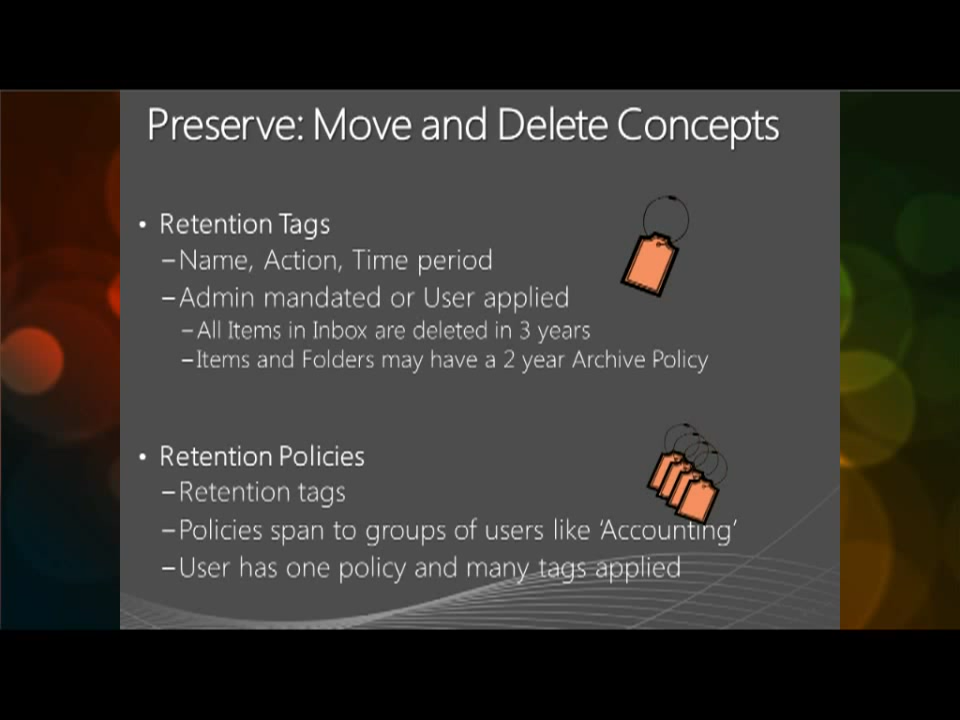 Preserve: Move and Delete Concepts
• Retention Tags
–Name, Action, Time period
–Admin mandated or User applied
–All Items in Inbox are deleted in 3 years
–Items and Folders may have a 2 year Archive Policy
• Retention Policies
–Retention tags
–Policies span to groups of users like ‘Accounting’
–User has one policy and many tags applied